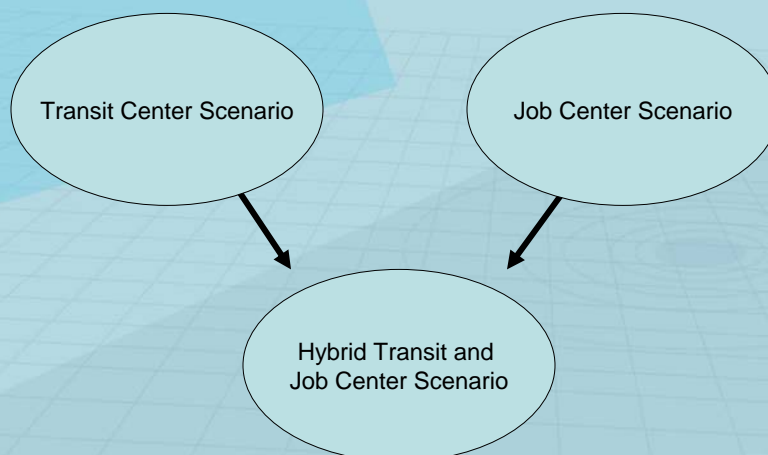 Transit Center Scenario
Job Center Scenario
Hybrid Transit and
Job Center Scenario